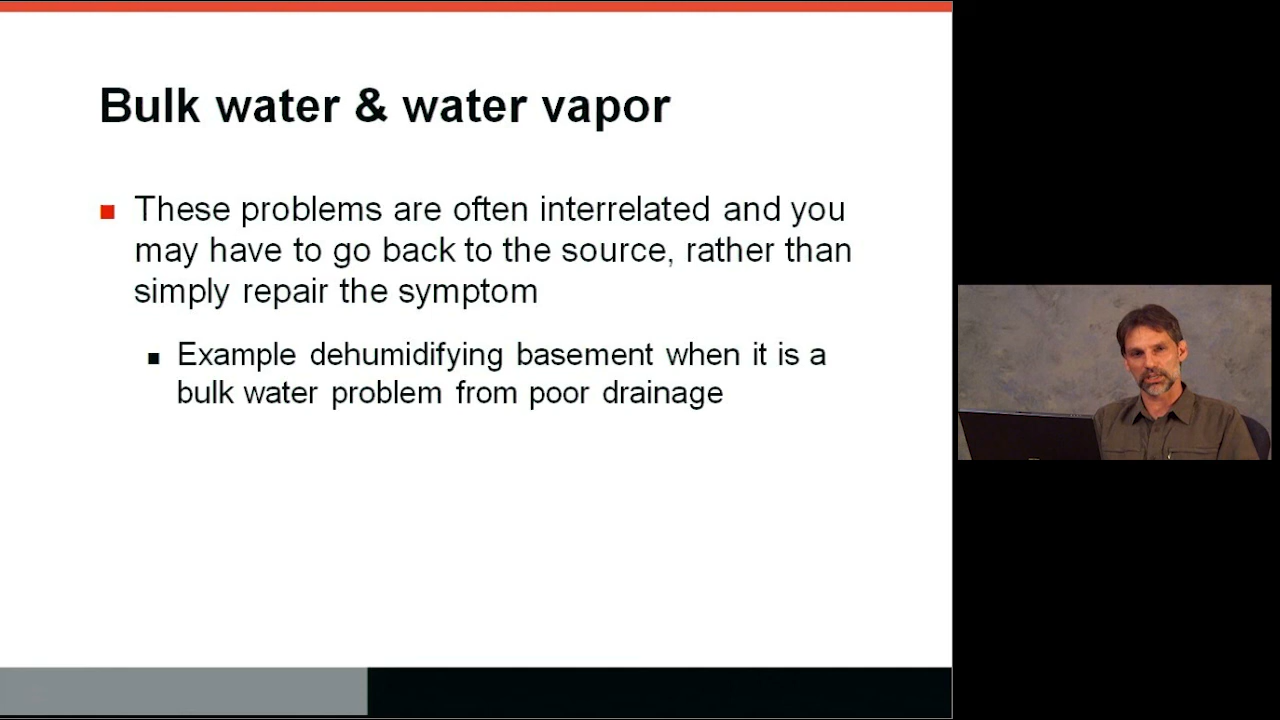 Bulk water & water vapor
These problems are often interrelated and you
may have to go back to the source, rather than
simply repair the symptom
Example dehumidifying basement when it is a
bulk water problem from poor drainage